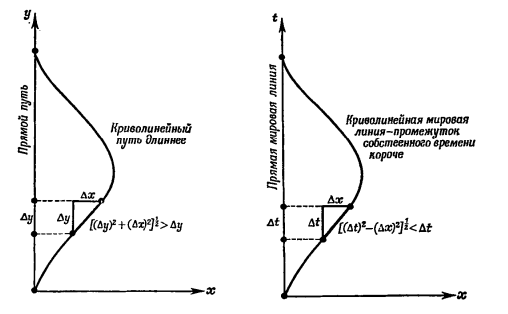 y
Прямой путь
Криволинейный
путь длиннее
Δx
Δy
Δy
[(Δy)²+(Δx)²]^½>Δy
x
t
Прямая мировая линия
Криволинейная мировая
линия–промежуток
собственного времени
короче
Δx
Δt
Δt
[(Δt)²–(Δx)²]^½<Δt
x